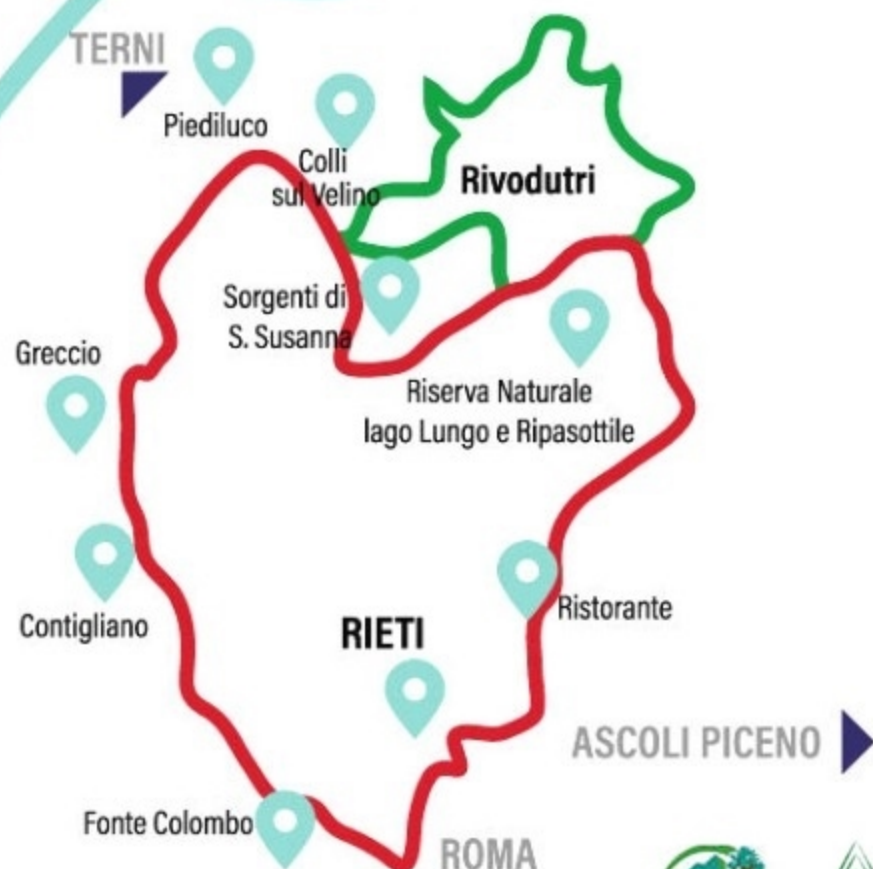 TERNI
Piediluco
Colli
sul Velino
Rivodutri
Sorgenti di
S. Susanna
Greccio
Riserva Naturale
lago Lungo e Ripasottile
Contigliano
Ristorante
RIETI
ASCOLI PICENO
Fonte Colombo
ROMA